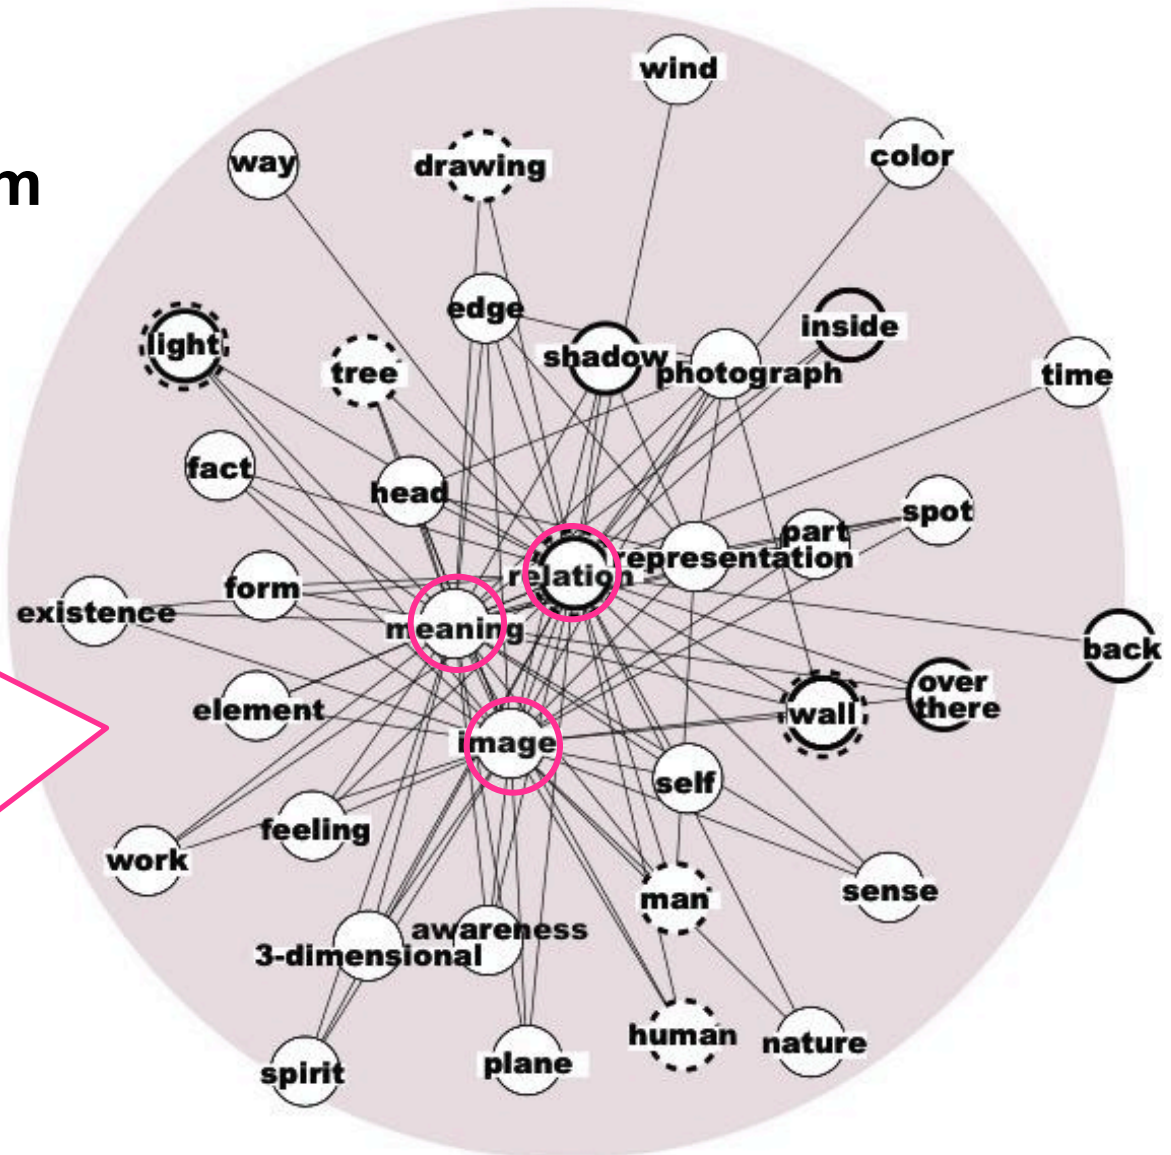 wind
color
way
drawing
m
edge
inside
light
shadow
tree
photograph
time
fact
head
spot
part
representation
relation
form
existence
meaning
back
over
there
element
wall
image
self
feeling
work
sense
man
awareness
3-dimensional
human
nature
plane
spirit